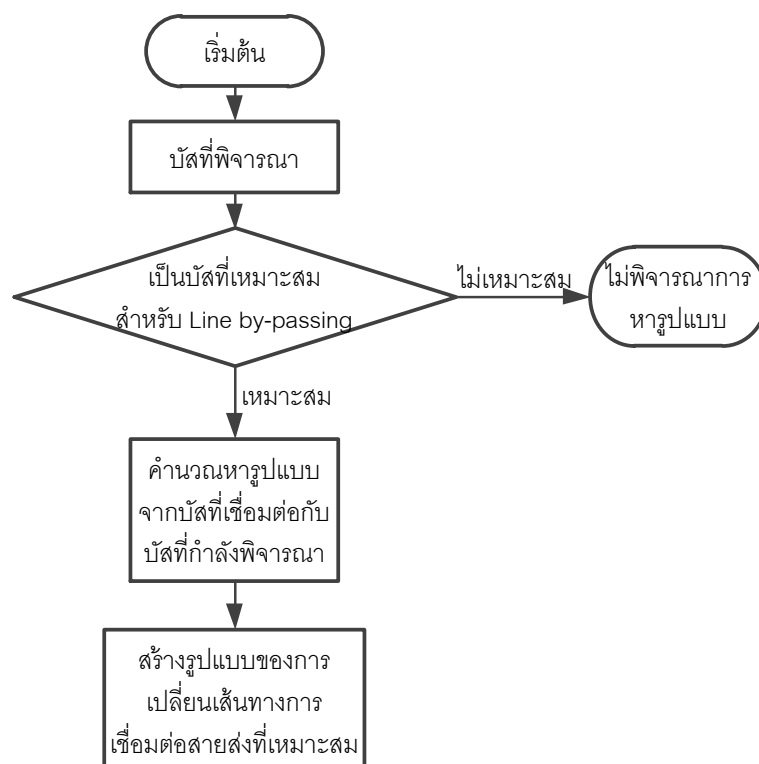 เริ่มต้น
บัสที่พิจารณา
เป็นบัสที่เหมาะสม
สำหรับ Line by-passing
ไม่เหมาะสม
ไม่พิจารณาการ
หารูปแบบ
เหมาะสม
คำนวณหารูปแบบ
จากบัสที่เชื่อมต่อกับ
บัสที่กำลังพิจารณา
สร้างรูปแบบของการ
เปลี่ยนเส้นทางการ
เชื่อมต่อสายส่งที่เหมาะสม